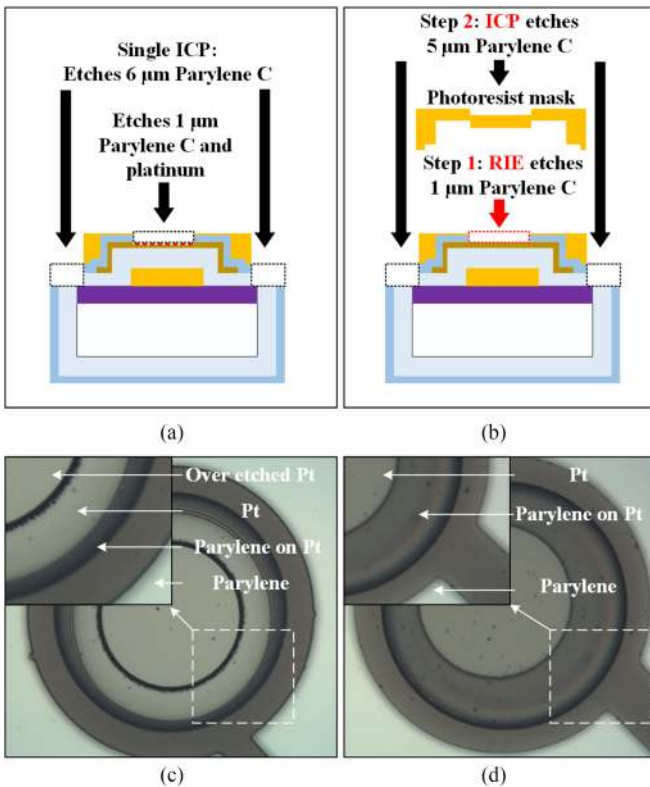 Single ICP:
Etches 6 μm Parylene C
Etches 1 μm
Parylene C and
platinum
(a)
Step 2: ICP etches
5 μm Parylene C
Photoresist mask
Step 1: RIE etches
1 μm Parylene C
(b)
Over etched Pt
Pt
Parylene on Pt
Parylene
(c)
Pt
Parylene on Pt
Parylene
(d)